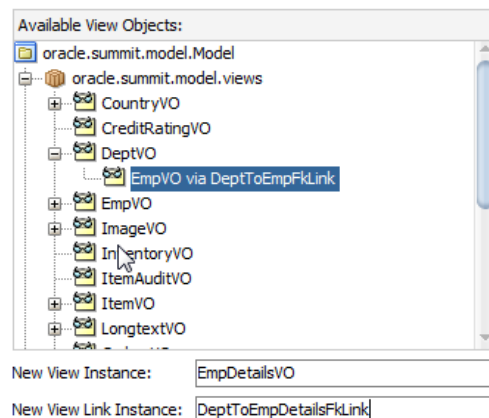 Available View Objects:
oracle.summit.model.Model
oracle.summit.model.views
CountryVO
CreditRatingVO
DeptVO
EmpVO via DeptToEmpFkLink
EmpVO
ImageVO
InventoryVO
ItemAuditVO
ItemVO
LongtextVO
New View Instance: EmpDetailsVO
New View Link Instance: DeptToEmpDetailsFkLink